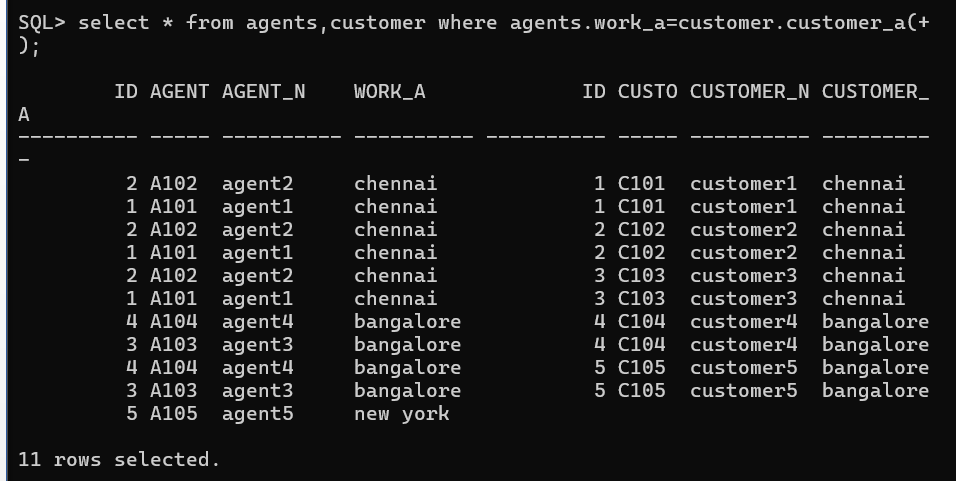 SQL> select * from agents,customer where agents.work_a=customer.customer_a(+
);
ID AGENT AGENT_N    WORK_A             ID CUSTO CUSTOMER_N CUSTOMER_
A
---------- ----- ---------- ---------- ---------- ----- ---------- ---------
-
2 A102  agent2     chennai             1 C101  customer1  chennai
1 A101  agent1     chennai             1 C101  customer1  chennai
2 A102  agent2     chennai             2 C102  customer2  chennai
1 A101  agent1     chennai             2 C102  customer2  chennai
2 A102  agent2     chennai             3 C103  customer3  chennai
1 A101  agent1     chennai             3 C103  customer3  chennai
4 A104  agent4     bangalore           4 C104  customer4  bangalore
3 A103  agent3     bangalore           4 C104  customer4  bangalore
4 A104  agent4     bangalore           5 C105  customer5  bangalore
3 A103  agent3     bangalore           5 C105  customer5  bangalore
5 A105  agent5     new york
11 rows selected.